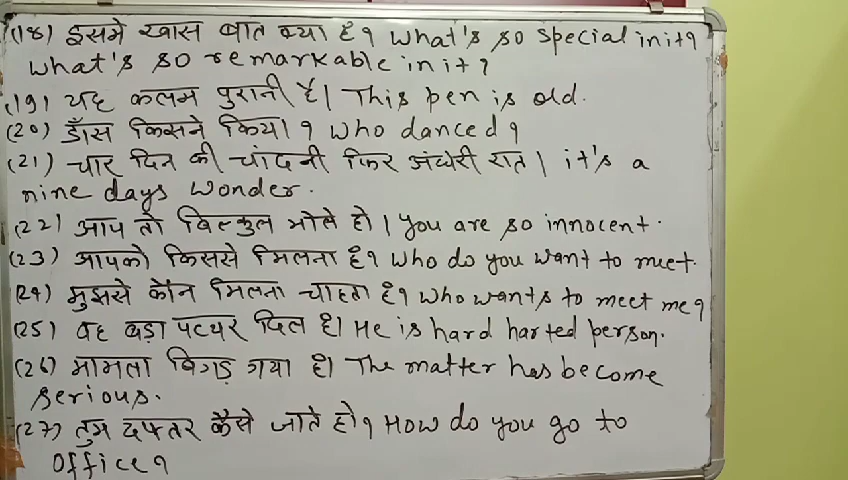 (18) इसमे खास बात क्या है? What's so special init?
What's so remarkable in it?
(19) यह कलम पुरानी है। This pen is old.
(20) डाँस किसने किया? Who danced?
(21) चार दिन की चांदनी फिर अंधेरी रात। it's a
nine days wonder.
(22) आप तो बिल्कुल भोले हो। You are so innocent.
(23) आपको किससे मिलना है? Who do you want to meet.
(24) मुझसे कौन मिलना चाहता है? Who wants to meet me?
(25) वह बड़ा पत्थर दिल है। He is hard harted person.
(26) मामला बिगड़ गया है। The matter has become
serious.
(27) तुम दफ्तर कैसे जाते हो? How do you go to
office?